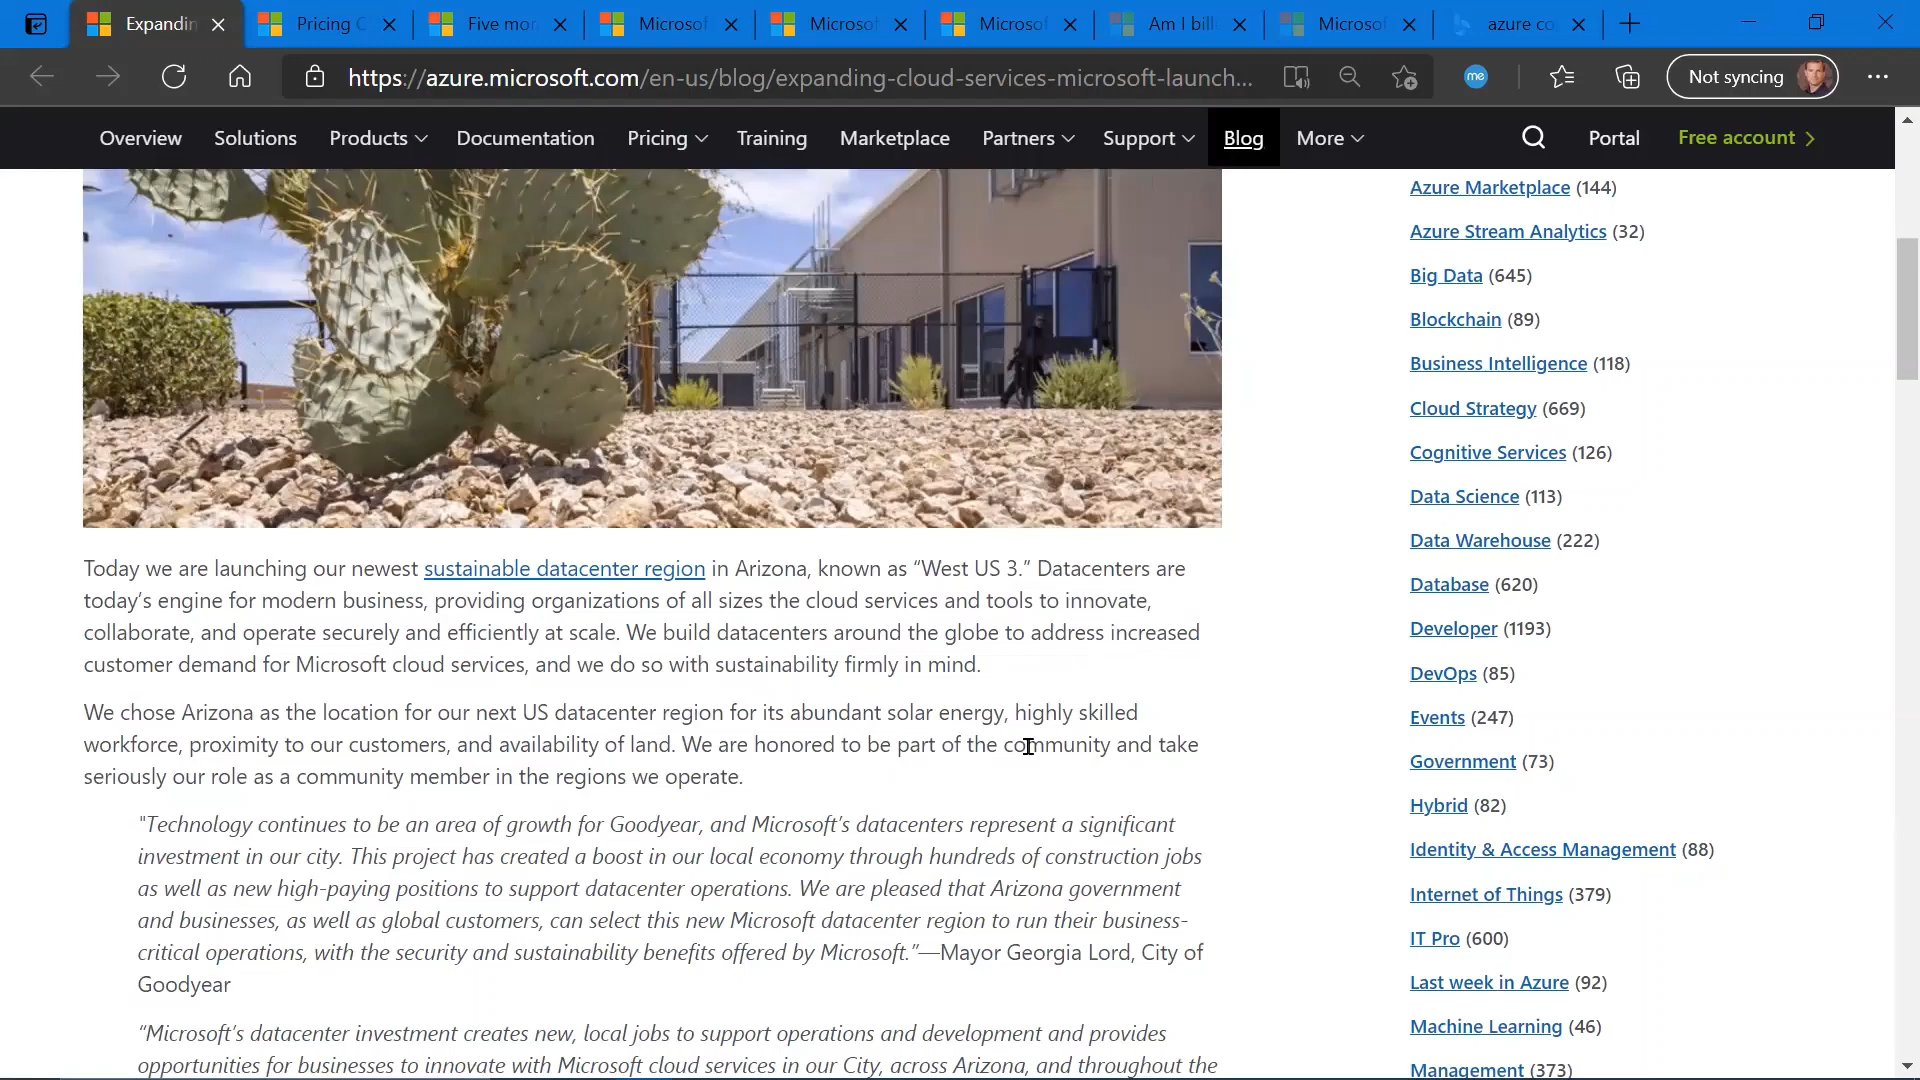 Expandin
Pricing C
Five mor
Microsof
Microsof
Microsof
Am I bill
Microsof
azure co
https://azure.microsoft.com/en-us/blog/expanding-cloud-services-microsoft-launch...
me
Not syncing
Overview
Solutions
Products
Documentation
Pricing
Training
Marketplace
Partners
Support
Blog
More
Portal
Free account
Today we are launching our newest sustainable datacenter region in Arizona, known as “West US 3.” Datacenters are
today’s engine for modern business, providing organizations of all sizes the cloud services and tools to innovate,
collaborate, and operate securely and efficiently at scale. We build datacenters around the globe to address increased
customer demand for Microsoft cloud services, and we do so with sustainability firmly in mind.
We chose Arizona as the location for our next US datacenter region for its abundant solar energy, highly skilled
workforce, proximity to our customers, and availability of land. We are honored to be part of the community and take
seriously our role as a community member in the regions we operate.
"Technology continues to be an area of growth for Goodyear, and Microsoft’s datacenters represent a significant
investment in our city. This project has created a boost in our local economy through hundreds of construction jobs
as well as new high-paying positions to support datacenter operations. We are pleased that Arizona government
and businesses, as well as global customers, can select this new Microsoft datacenter region to run their business-
critical operations, with the security and sustainability benefits offered by Microsoft.”—Mayor Georgia Lord, City of
Goodyear
“Microsoft’s datacenter investment creates new, local jobs to support operations and development and provides
opportunities for businesses to innovate with Microsoft cloud services in our City, across Arizona, and throughout the
Azure Marketplace (144)
Azure Stream Analytics (32)
Big Data (645)
Blockchain (89)
Business Intelligence (118)
Cloud Strategy (669)
Cognitive Services (126)
Data Science (113)
Data Warehouse (222)
Database (620)
Developer (1193)
DevOps (85)
Events (247)
Government (73)
Hybrid (82)
Identity & Access Management (88)
Internet of Things (379)
IT Pro (600)
Last week in Azure (92)
Machine Learning (46)
Management (373)